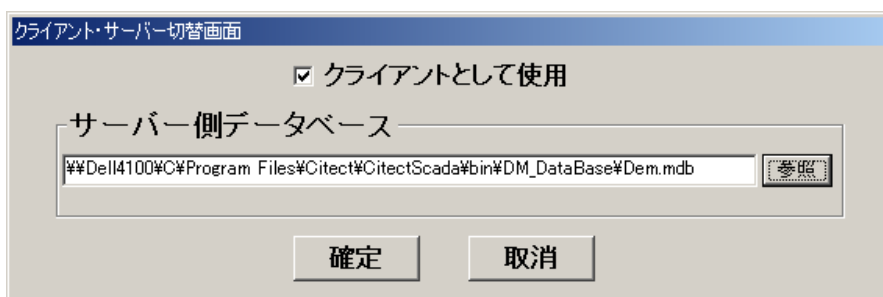 クライアント・サーバー切替画面
クライアントとして使用
サーバー側データベース
¥¥Dell4100¥C¥Program Files¥Citect¥CitectScada¥bin¥DM_DataBase¥Dem.mdb 参照
確定 取消